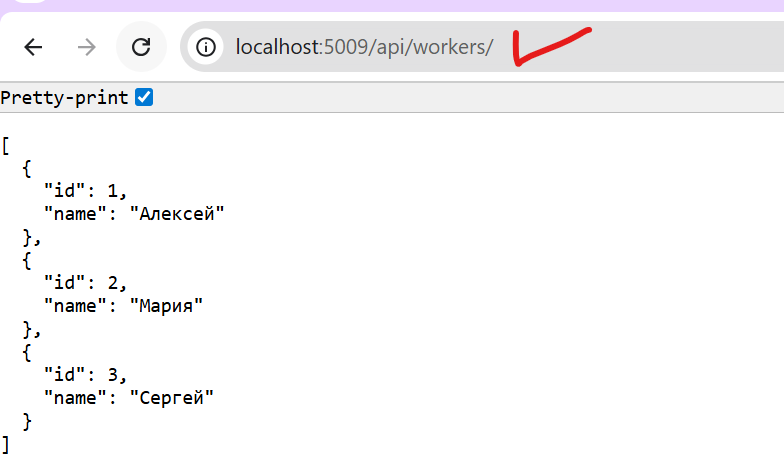 localhost:5009/api/workers/
Pretty-print
[
  {
    "id": 1,
    "name": "Алексей"
  },
  {
    "id": 2,
    "name": "Мария"
  },
  {
    "id": 3,
    "name": "Сергей"
  }
]